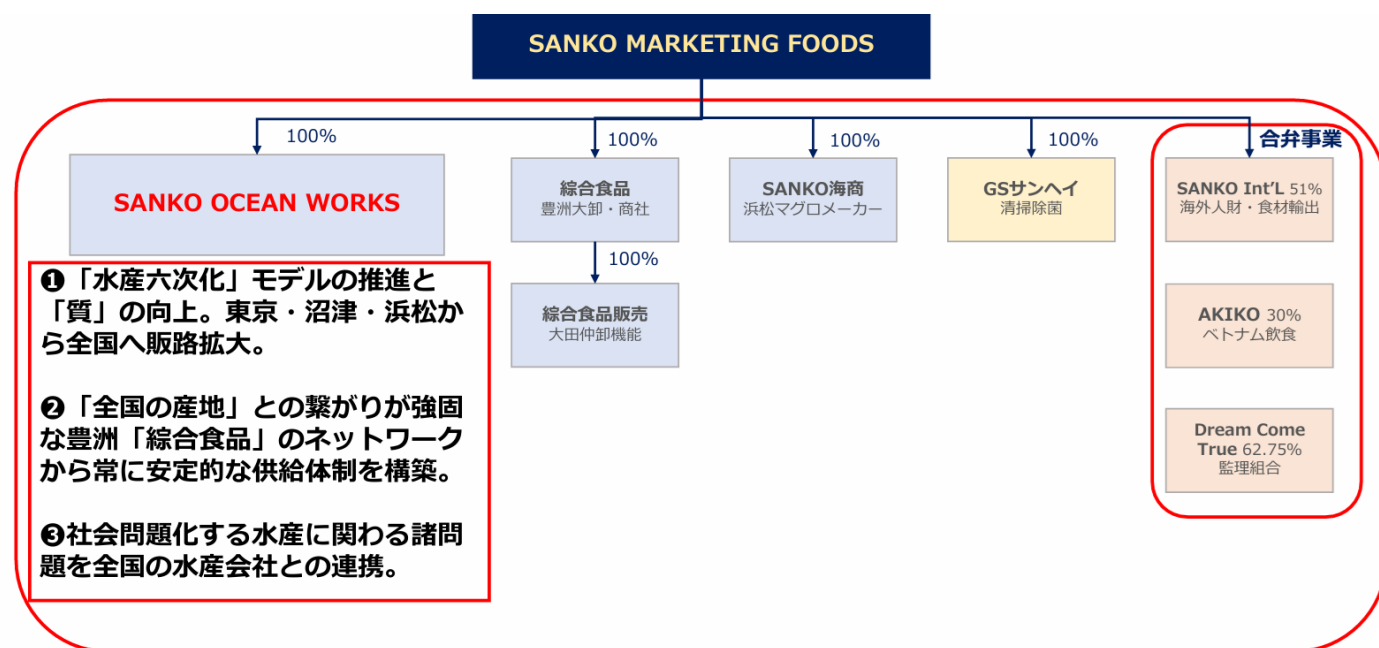 SANKO MARKETING FOODS
100%
100%
100%
100%
合弁事業
SANKO OCEAN WORKS
綜合食品
豊洲大卸・商社
SANKO海商
浜松マグロメーカー
GSサンヘイ
清掃除菌
SANKO Int’L 51%
海外人財・食材輸出
100%
綜合食品販売
大田仲卸機能
AKIKO 30%
ベトナム飲食
Dream Come
True 62.75%
監理組合
❶「水産六次化」モデルの推進と
「質」の向上。東京・沼津・浜松か
ら全国へ販路拡大。
❷「全国の産地」との繋がりが強固
な豊洲「綜合食品」のネットワーク
から常に安定的な供給体制を構築。
❸社会問題化する水産に関わる諸問
題を全国の水産会社との連携。